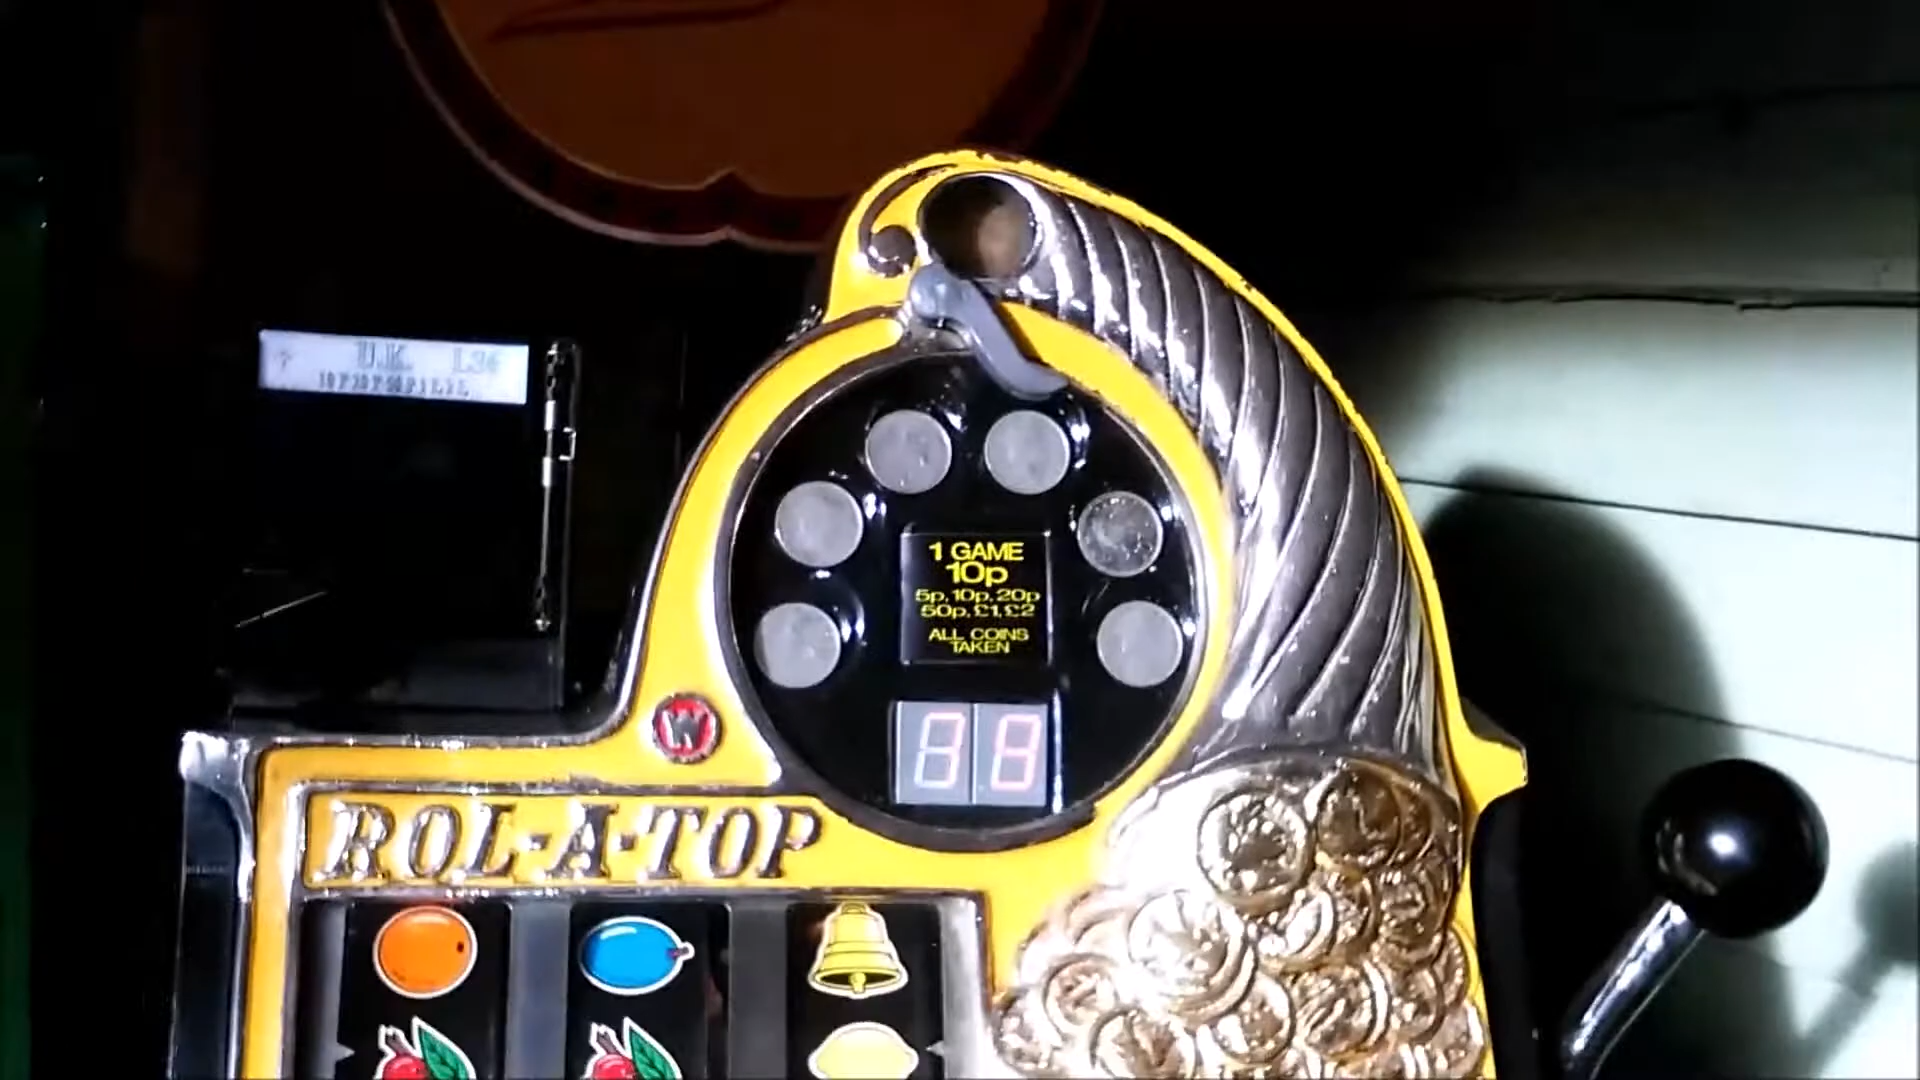 U.K.
1 GAME
10p
5p, 10p, 20p
50p, £1, £2
ALL COINS
TAKEN
W
ROL-A-TOP